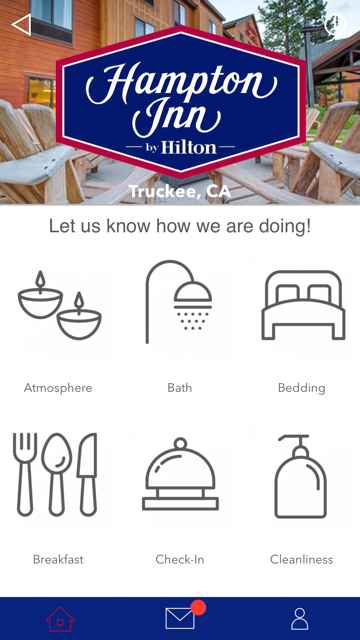 Hampton
Inn
by Hilton
Truckee, CA
Let us know how we are doing!
Atmosphere
Bath
Bedding
Breakfast
Check-In
Cleanliness